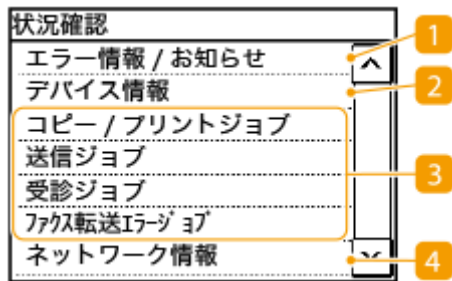 状況確認
エラー情報 / お知らせ
1
デバイス情報
2
コピー / プリントジョブ
送信ジョブ
受診ジョブ
3
ファクス転送エラージョブ
ネットワーク情報
4